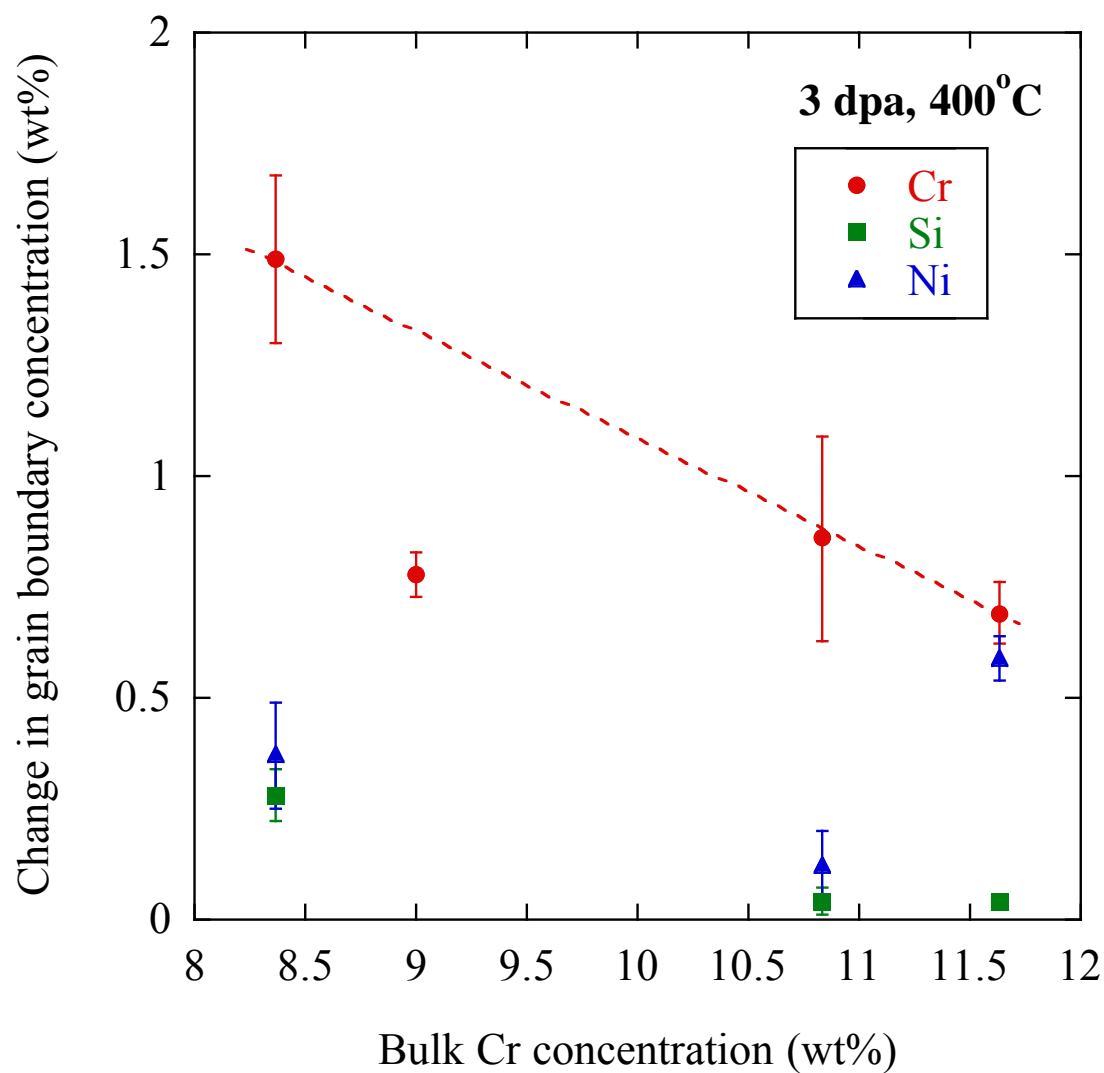 2
1.5
1
0.5
0
Change in grain boundary concentration (wt%)
3 dpa, 400°C
Cr
Si
Ni
8 8.5 9 9.5 10 10.5 11 11.5 12
Bulk Cr concentration (wt%)